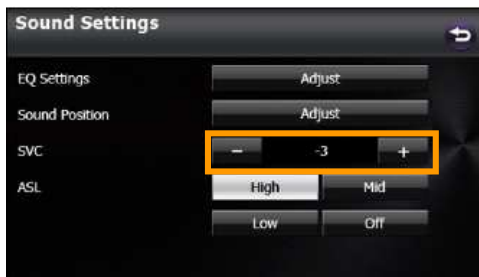 Sound Settings
EQ Settings Adjust
Sound Position Adjust
SVC − -3 +
ASL High Mid
Low Off